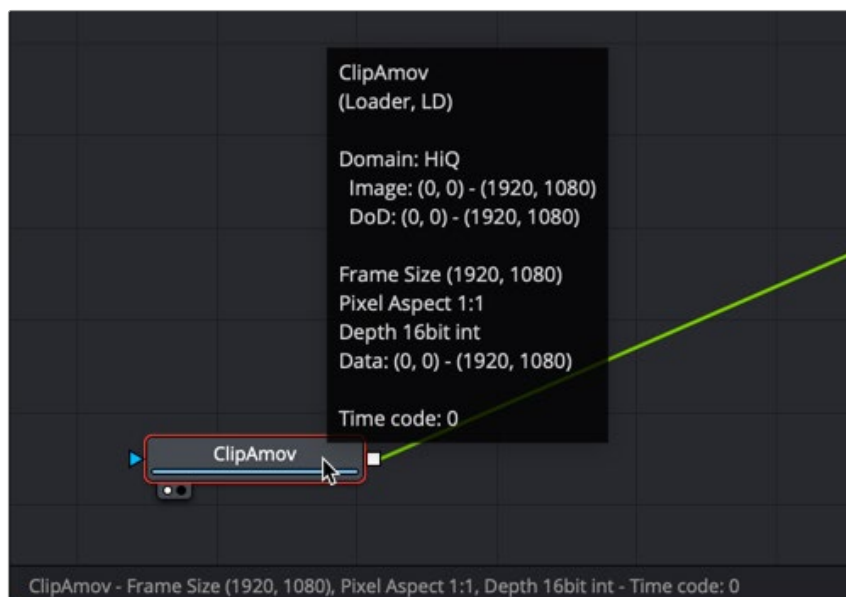 ClipAmov
(Loader, LD)
Domain: HiQ
Image: (0, 0) - (1920, 1080)
DoD: (0, 0) - (1920, 1080)
Frame Size (1920, 1080)
Pixel Aspect 1:1
Depth 16bit int
Data: (0, 0) - (1920, 1080)
Time code: 0
ClipAmov
ClipAmov - Frame Size (1920, 1080), Pixel Aspect 1:1, Depth 16bit int - Time code: 0